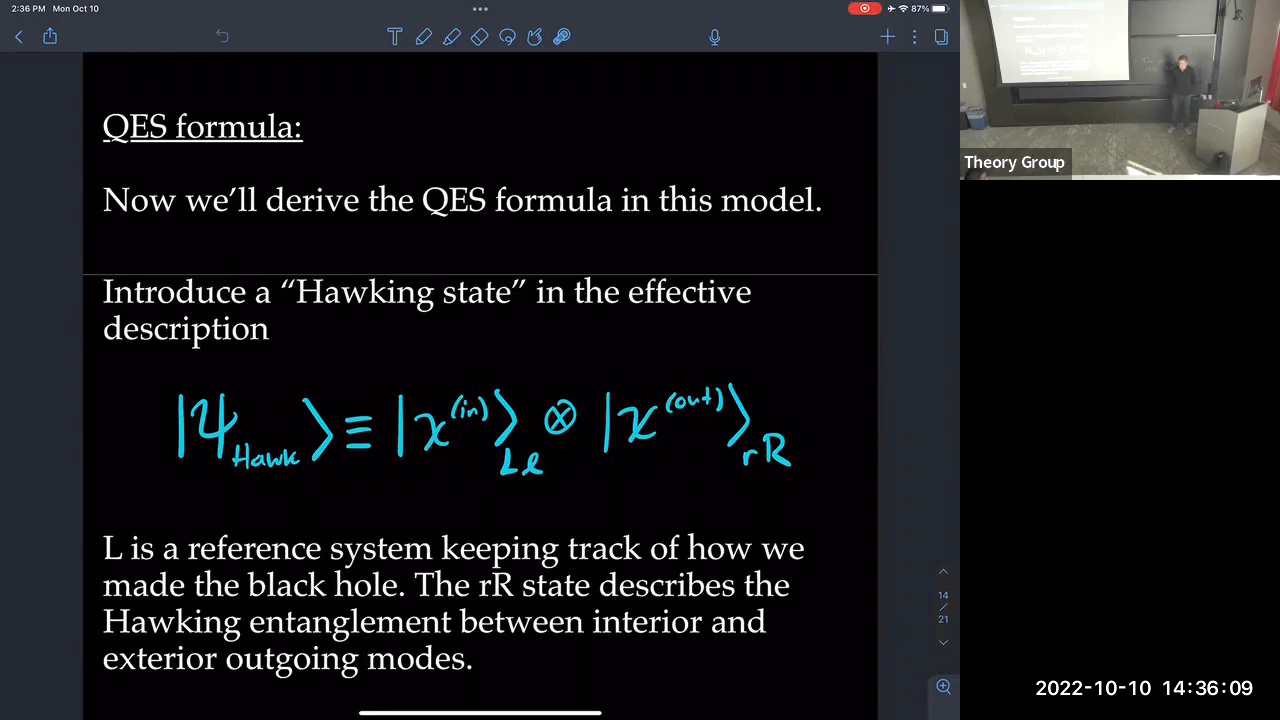 2:36 PM Mon Oct 10
87%
QES formula:
Now we'll derive the QES formula in this model.
Introduce a “Hawking state” in the effective
description
|Ψ_Hawk⟩ ≡ |χ^(in)⟩_Lℓ ⊗ |χ^(out)⟩_rR
L is a reference system keeping track of how we
made the black hole. The rR state describes the
Hawking entanglement between interior and
exterior outgoing modes.
14
/
21
Theory Group
2022-10-10 14:36:09